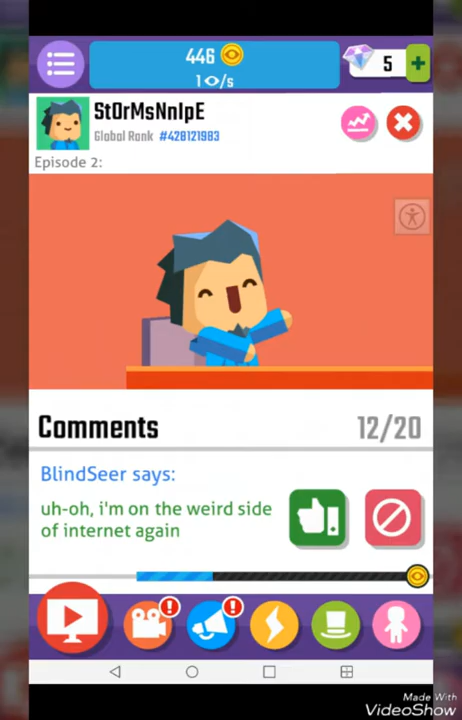 446
1 /s
5
StOrMsNnIpE
Global Rank #428121983
Episode 2:
Comments 12/20
BlindSeer says:
uh-oh, i'm on the weird side
of internet again
Made With
VideoShow